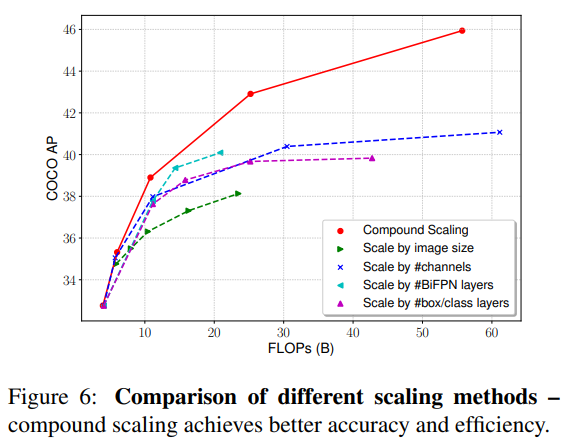 46
44
42
40
38
36
34
COCO AP
Compound Scaling
Scale by image size
Scale by #channels
Scale by #BiFPN layers
Scale by #box/class layers
10 20 30 40 50 60
FLOPs (B)
Figure 6: Comparison of different scaling methods –
compound scaling achieves better accuracy and efficiency.